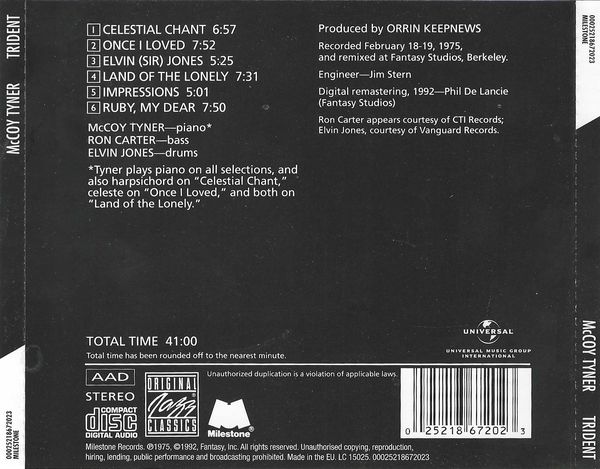 McCOY TYNER TRIDENT
00025218672023
MILESTONE
1 CELESTIAL CHANT 6:57
2 ONCE I LOVED 7:52
3 ELVIN (SIR) JONES 5:25
4 LAND OF THE LONELY 7:31
5 IMPRESSIONS 5:01
6 RUBY, MY DEAR 7:50
McCOY TYNER—piano*
RON CARTER—bass
ELVIN JONES—drums
*Tyner plays piano on all selections, and
also harpsichord on "Celestial Chant,"
celeste on "Once I Loved," and both on
"Land of the Lonely."
Produced by ORRIN KEEPNEWS
Recorded February 18-19, 1975,
and remixed at Fantasy Studios, Berkeley.
Engineer—Jim Stern
Digital remastering, 1992—Phil De Lancie
(Fantasy Studios)
Ron Carter appears courtesy of CTI Records;
Elvin Jones, courtesy of Vanguard Records.
TOTAL TIME 41:00
Total time has been rounded off to the nearest minute.
UNIVERSAL
UNIVERSAL MUSIC GROUP
INTERNATIONAL
AAD
STEREO
COMPACT
disc
DIGITAL AUDIO
ORIGINAL
Jazz
CLASSICS
Unauthorized duplication is a violation of applicable laws.
Milestone®
0 25218 67202 3
Milestone Records. ℗1975, ©1992, Fantasy, Inc. All rights reserved. Unauthorised copying, reproduction,
hiring, lending, public performance and broadcasting prohibited. Made in the EU. LC 15025. 00025218672023
00025218672023
MILESTONE
McCOY TYNER TRIDENT
00025218672023
MILESTONE